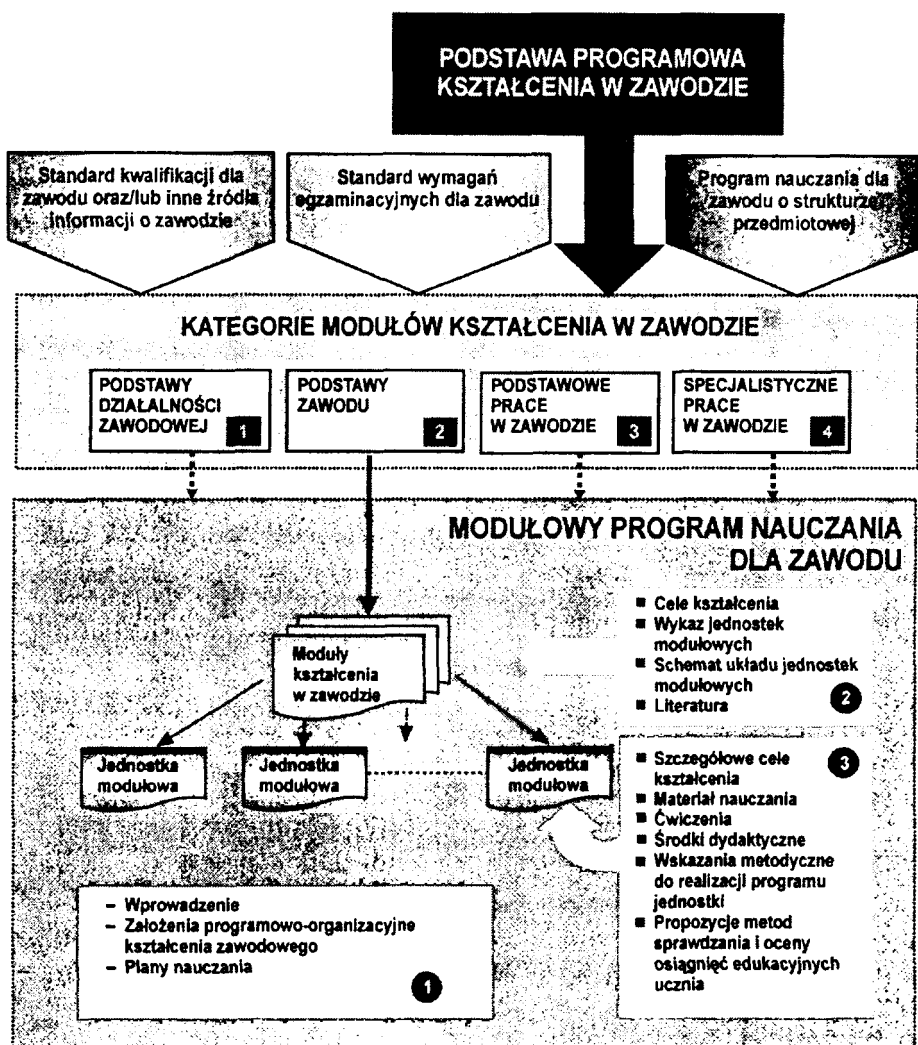 PODSTAWA PROGRAMOWA
KSZTAŁCENIA W ZAWODZIE
Standard kwalifikacji dla
zawodu oraz/lub inne źródła
informacji o zawodzie
Standard wymagań
egzaminacyjnych dla zawodu
Program nauczania dla
zawodu o strukturze
przedmiotowej
KATEGORIE MODUŁÓW KSZTAŁCENIA W ZAWODZIE
PODSTAWY
DZIAŁALNOŚCI
ZAWODOWEJ
1
PODSTAWY
ZAWODU
2
PODSTAWOWE
PRACE
W ZAWODZIE
3
SPECJALISTYCZNE
PRACE
W ZAWODZIE
4
MODUŁOWY PROGRAM NAUCZANIA
DLA ZAWODU
Moduły
kształcenia
w zawodzie
■ Cele kształcenia
■ Wykaz jednostek
modułowych
■ Schemat układu jednostek
modułowych
■ Literatura
2
Jednostka
modułowa
Jednostka
modułowa
Jednostka
modułowa
■ Szczegółowe cele
kształcenia
■ Materiał nauczania
■ Ćwiczenia
■ Środki dydaktyczne
■ Wskazania metodyczne
do realizacji programu
jednostki
■ Propozycje metod
sprawdzania i oceny
osiągnięć edukacyjnych
ucznia
3
– Wprowadzenie
– Założenia programowo-organizacyjne
kształcenia zawodowego
– Plany nauczania
1